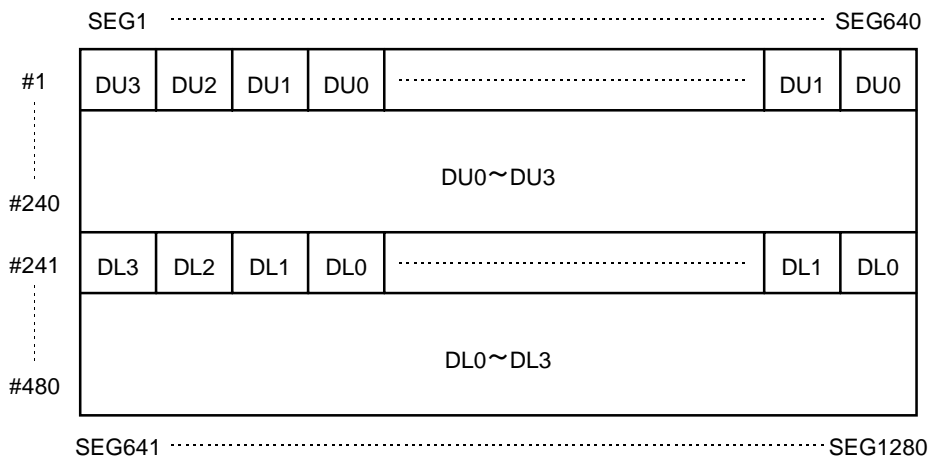 SEG1 SEG640
#1 DU3 DU2 DU1 DU0 DU1 DU0
DU0～DU3
#240
#241 DL3 DL2 DL1 DL0 DL1 DL0
DL0～DL3
#480
SEG641 SEG1280